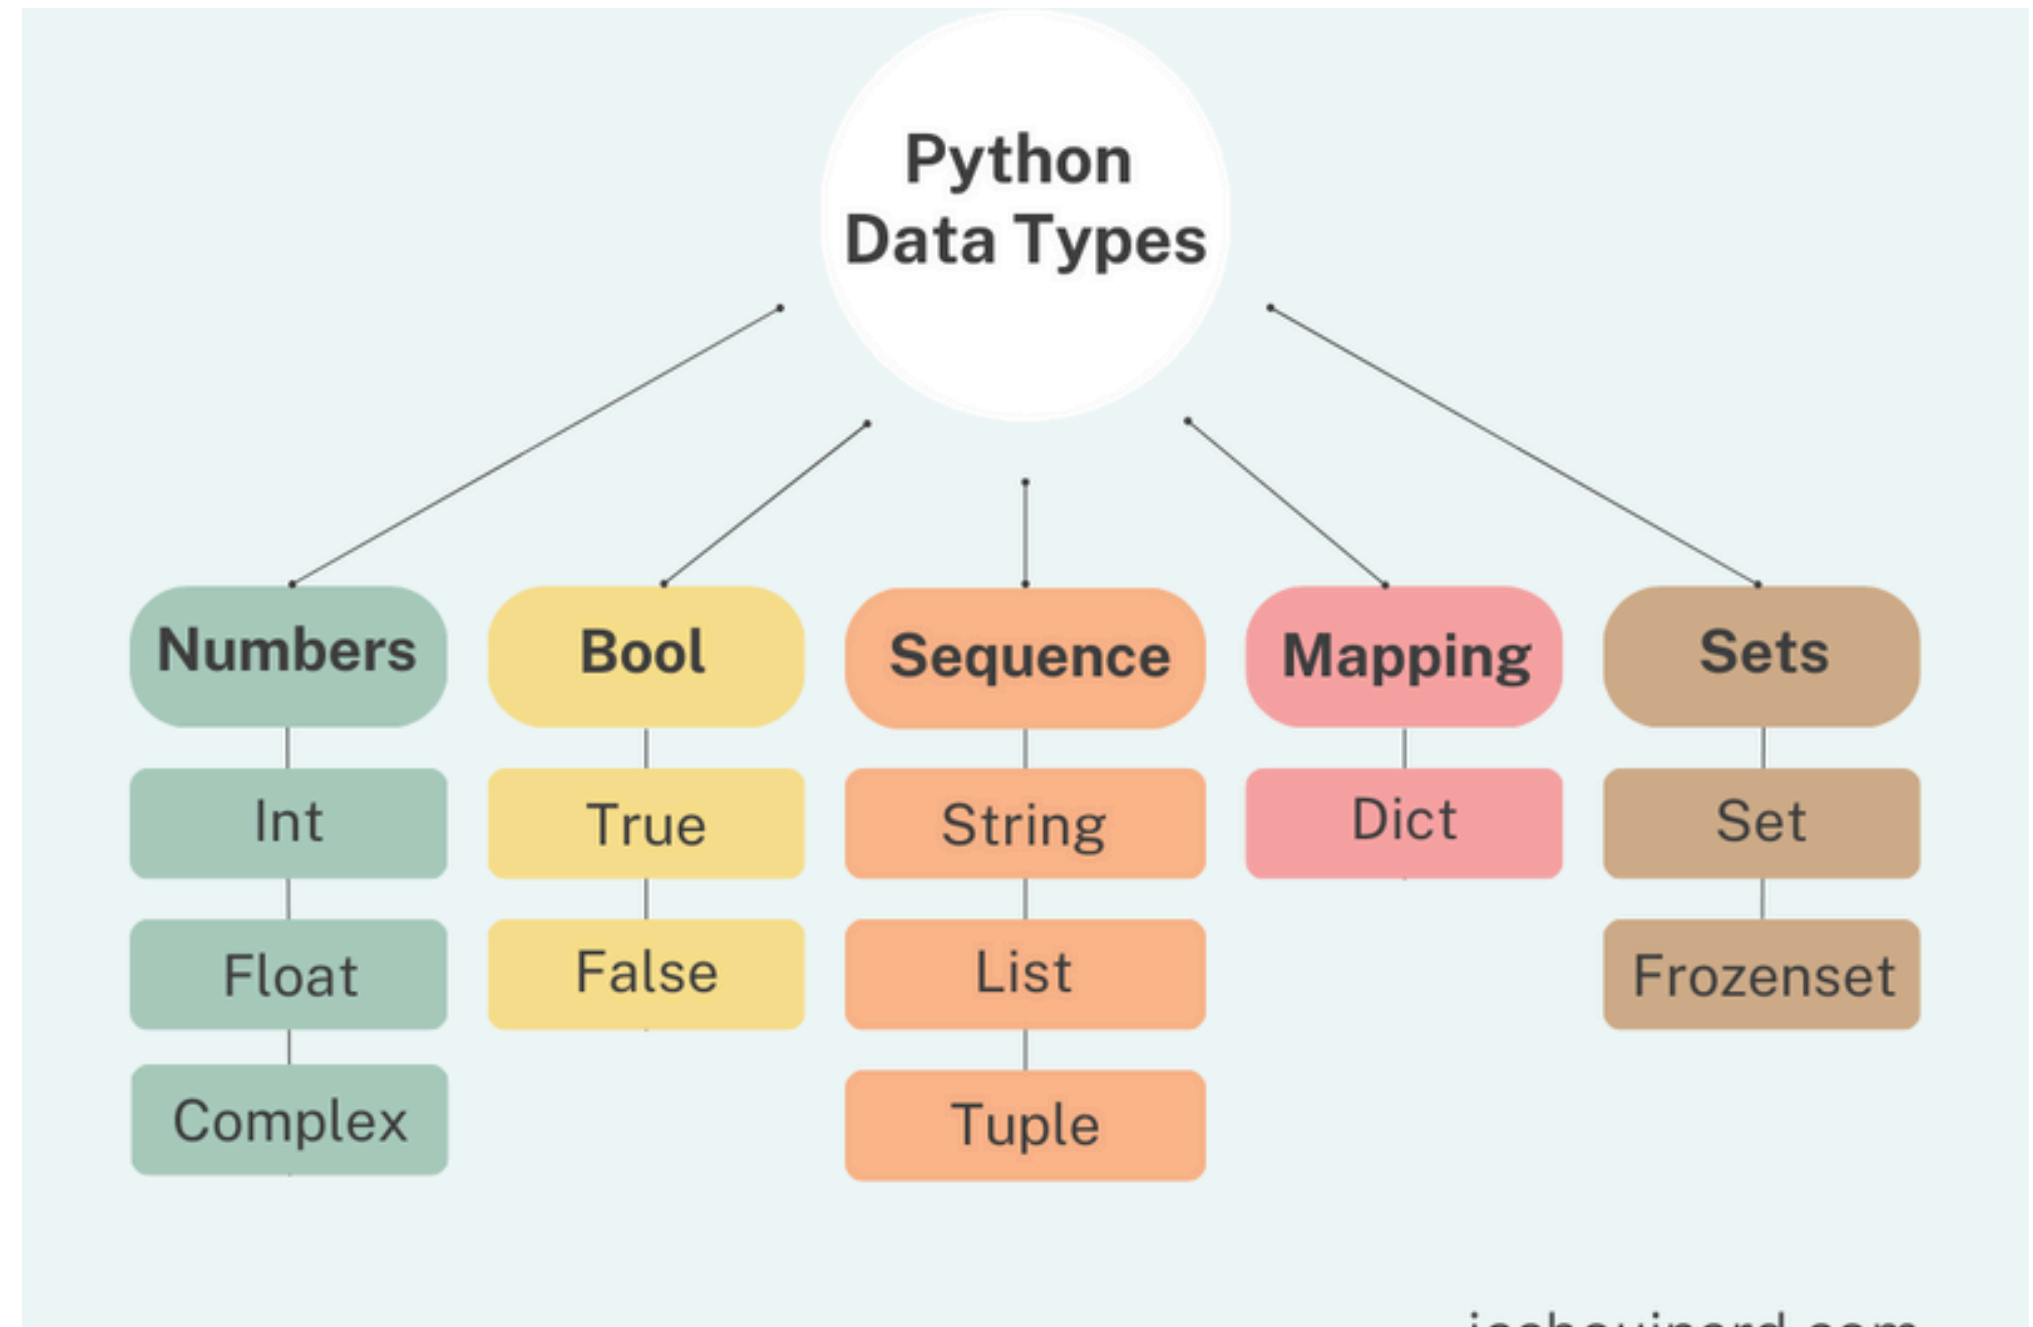 Python
Data Types
Numbers
Bool
Sequence
Mapping
Sets
Int
True
String
Dict
Set
Float
False
List
Frozenset
Complex
Tuple